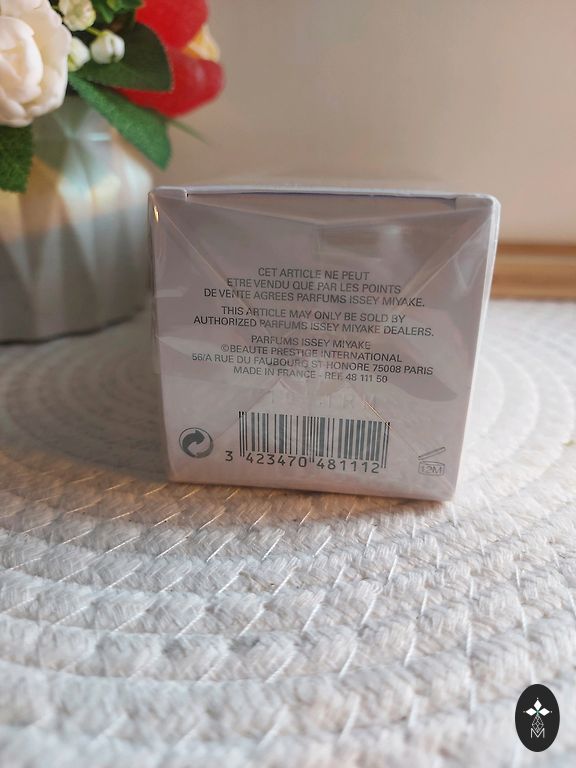 CET ARTICLE NE PEUT
ETRE VENDU QUE PAR LES POINTS
DE VENTE AGREES PARFUMS ISSEY MIYAKE.
THIS ARTICLE MAY ONLY BE SOLD BY
AUTHORIZED PARFUMS ISSEY MIYAKE DEALERS.
PARFUMS ISSEY MIYAKE
©BEAUTE PRESTIGE INTERNATIONAL
56/A RUE DU FAUBOURG ST HONORE 75008 PARIS
MADE IN FRANCE - REF. 48 111 50
3 423470 481112
12M
M